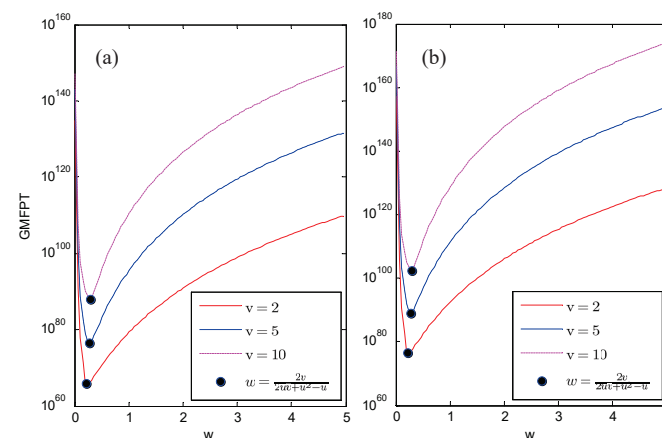 (a)
GMFPT
10^160
10^140
10^120
10^100
10^80
10^60
0 1 2 3 4 5
w
v = 2
v = 5
v = 10
w = 2v/(2uv+u²−u)
(b)
10^180
10^160
10^140
10^120
10^100
10^80
10^60
0 1 2 3 4
w
v = 2
v = 5
v = 10
w = 2v/(2uv+u²−u)